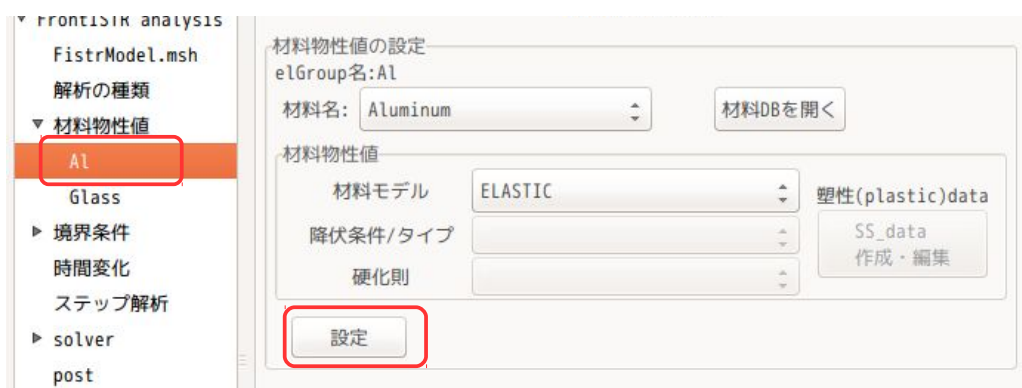 FrontISTR analysis
FistrModel.msh
解析の種類
材料物性値
Al
Glass
境界条件
時間変化
ステップ解析
solver
post
材料物性値の設定
elGroup名:Al
材料名: Aluminum 材料DBを開く
材料物性値
材料モデル ELASTIC
塑性(plastic)data
降伏条件/タイプ
SS_data
作成・編集
硬化則
設定